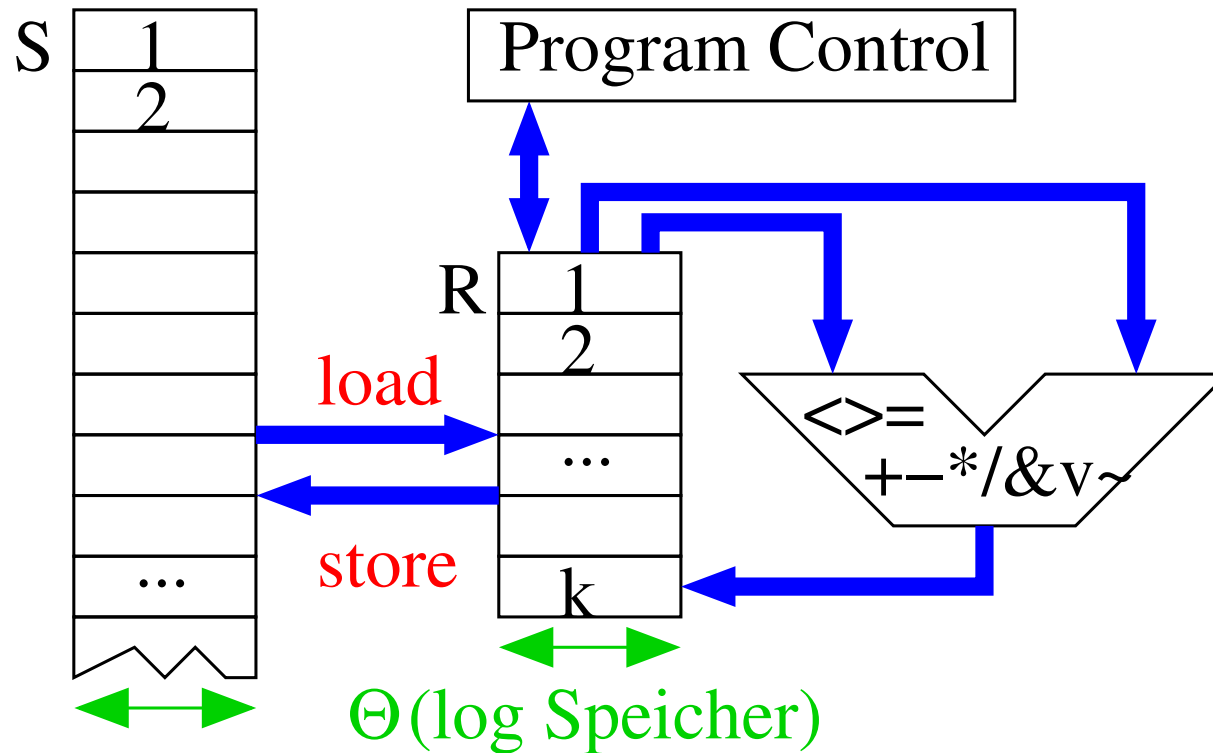 S
1
2
...
Program Control
R
1
2
...
k
load
store
<>=
+−*/&v~
Θ(log Speicher)